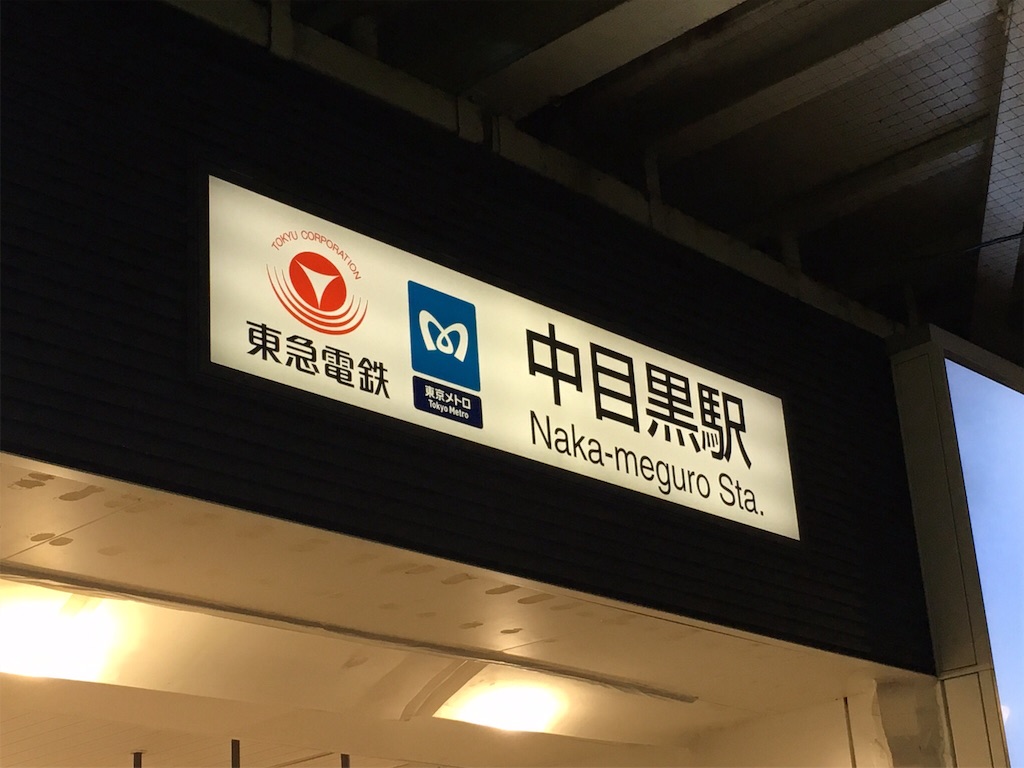 TOKYU CORPORATION
東急電鉄
東京メトロ
Tokyo Metro
中目黒駅
Naka-meguro Sta.